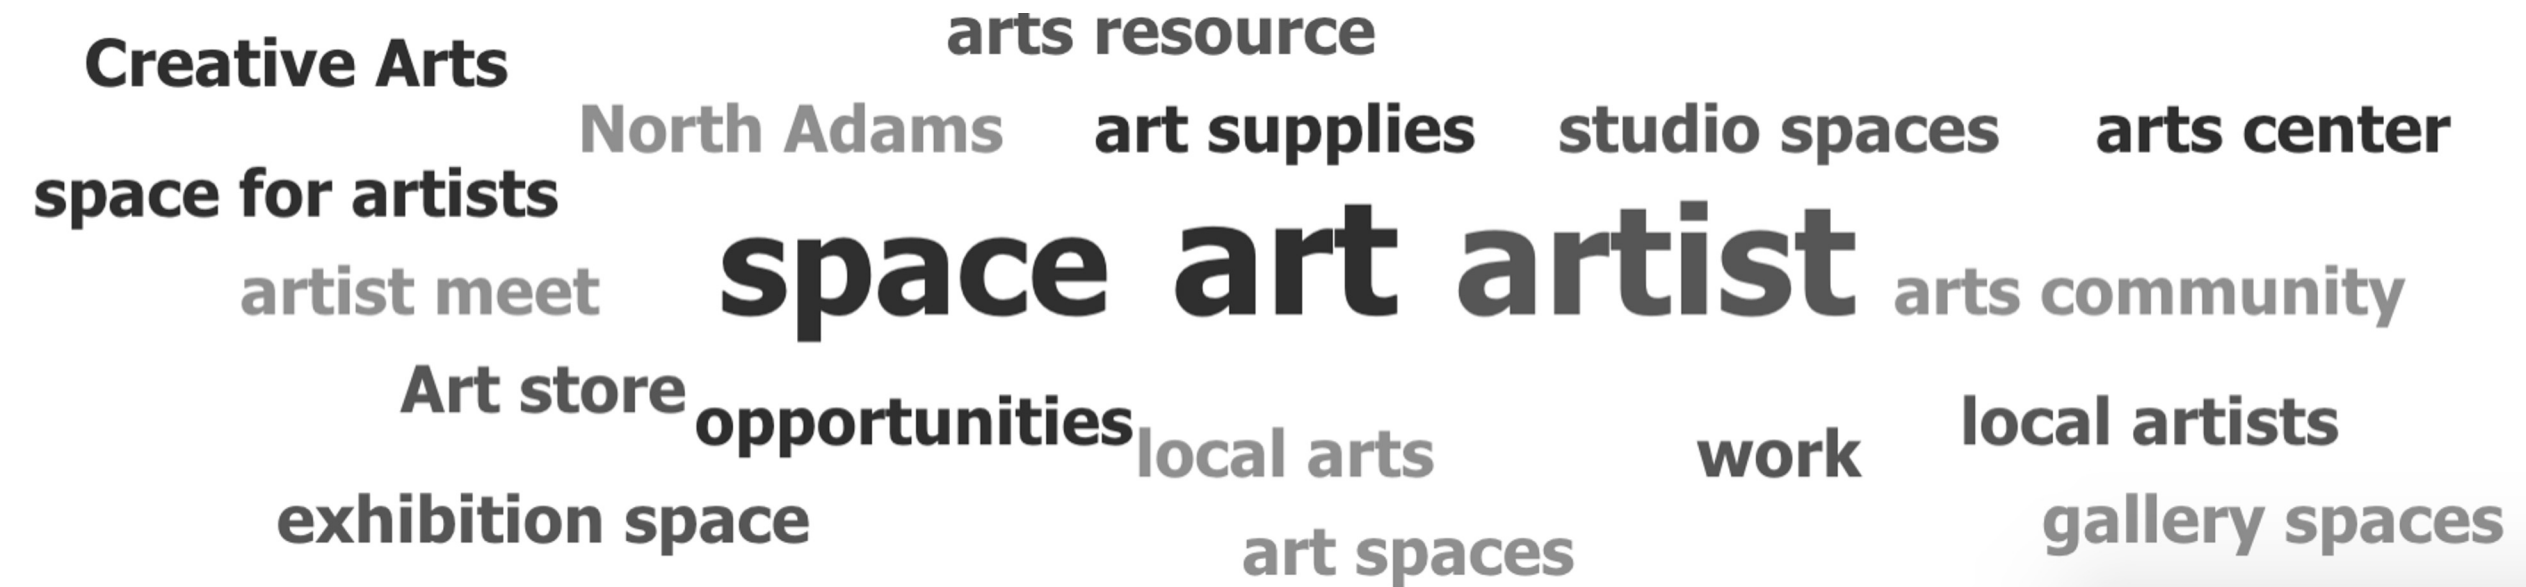 arts resource
Creative Arts
North Adams
art supplies
studio spaces
arts center
space for artists
space
art
artist
artist meet
arts community
Art store
opportunities
local artists
local arts
work
exhibition space
gallery spaces
art spaces